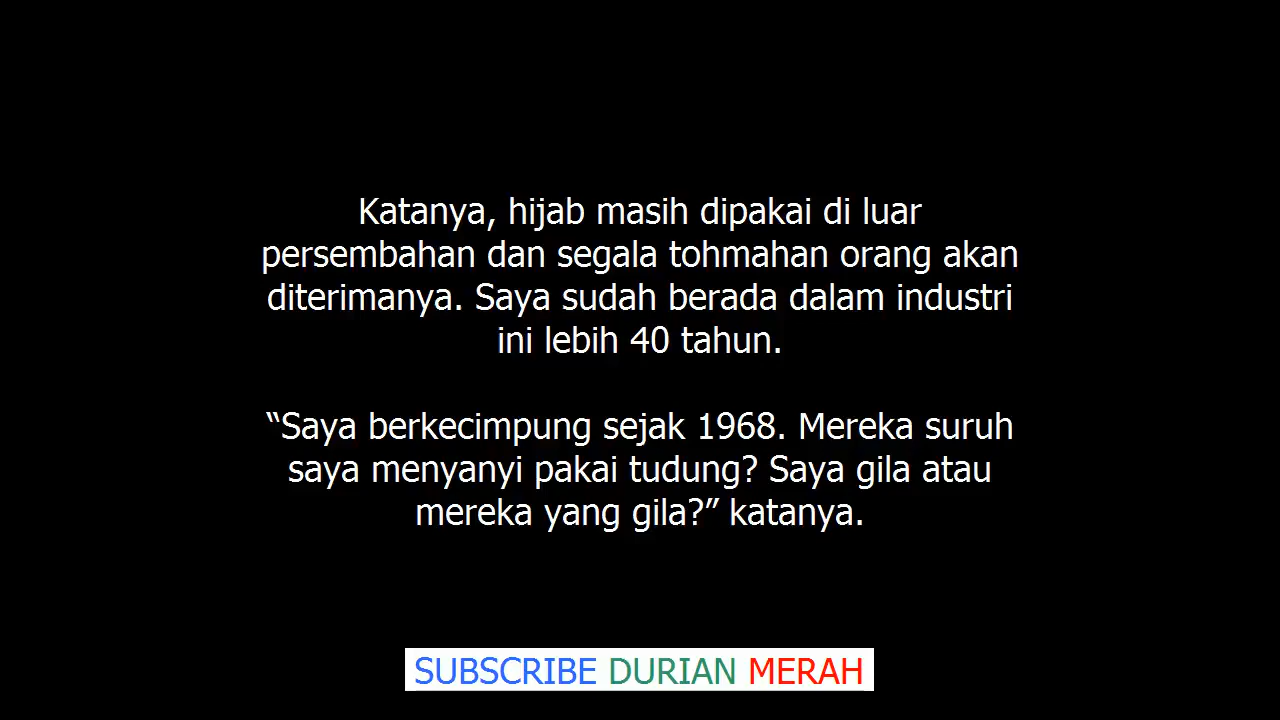 Katanya, hijab masih dipakai di luar
persembahan dan segala tohmahan orang akan
diterimanya. Saya sudah berada dalam industri
ini lebih 40 tahun.
“Saya berkecimpung sejak 1968. Mereka suruh
saya menyanyi pakai tudung? Saya gila atau
mereka yang gila?” katanya.
SUBSCRIBE DURIAN MERAH